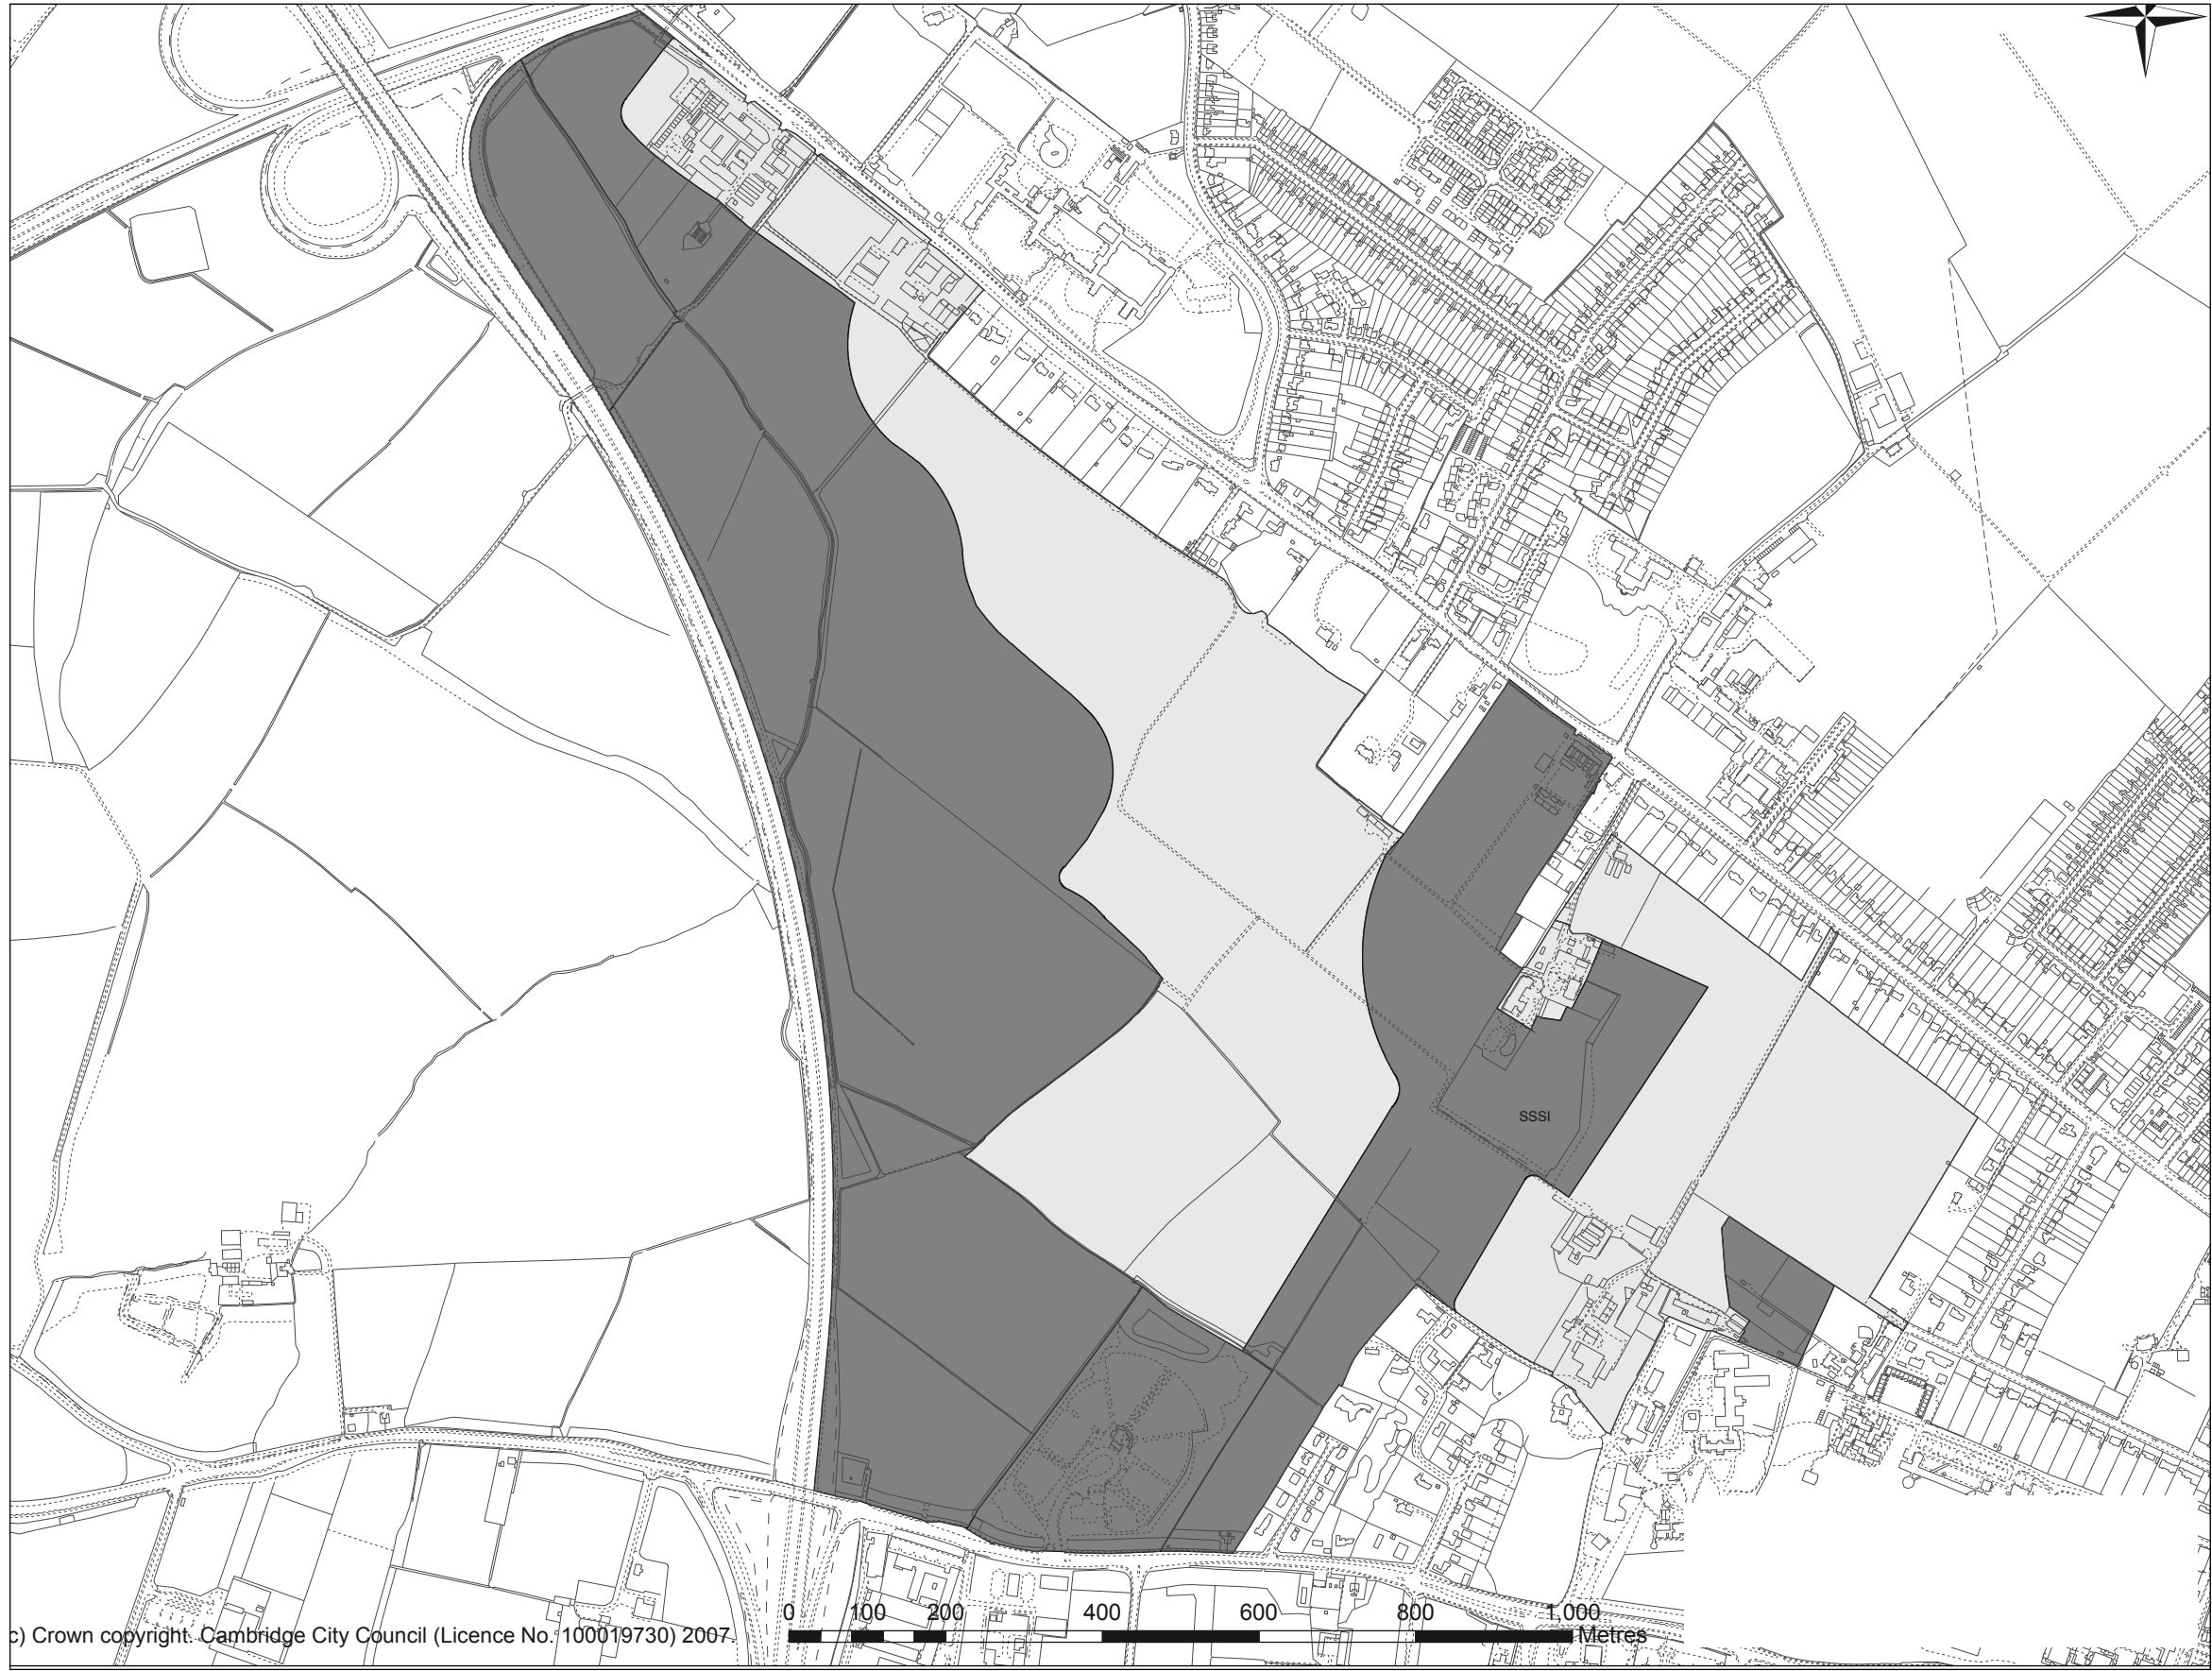 SSSI
0 100 200 400 600 800 1,000
Metres
c) Crown copyright. Cambridge City Council (Licence No. 100019730) 2007.